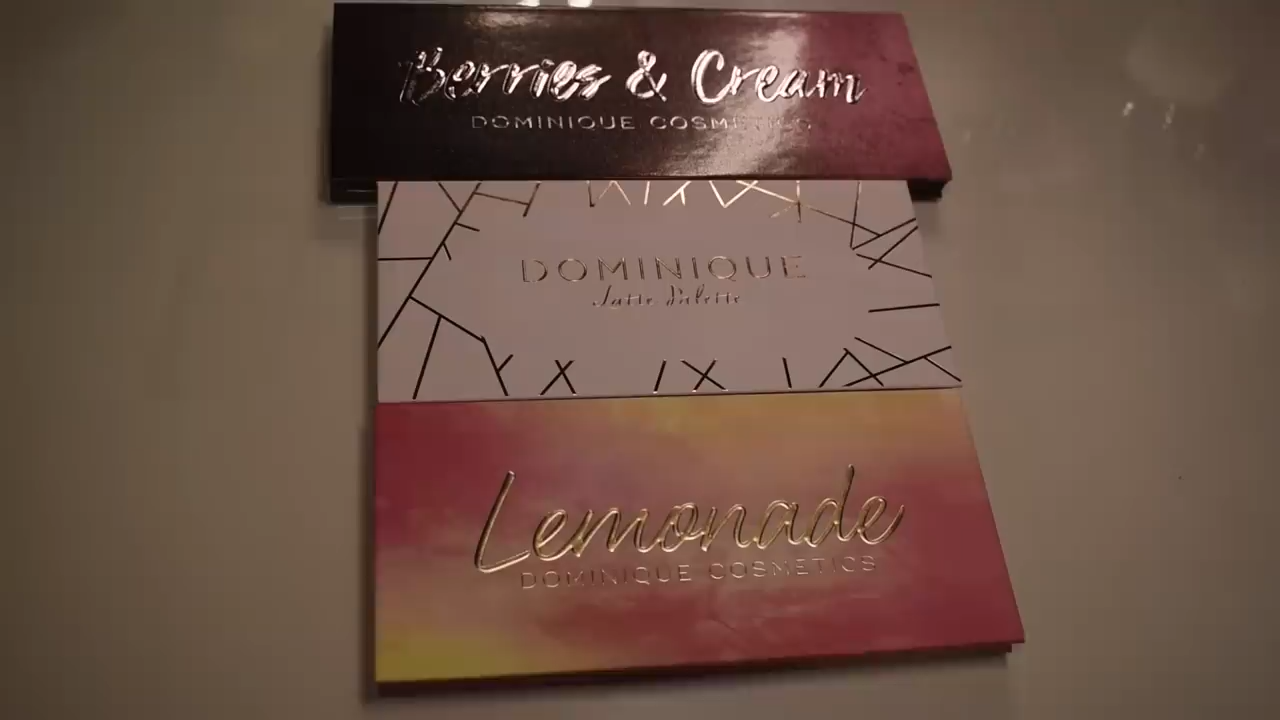 Berries & Cream
DOMINIQUE COSMETICS
DOMINIQUE
Latte Palette
Lemonade
DOMINIQUE COSMETICS